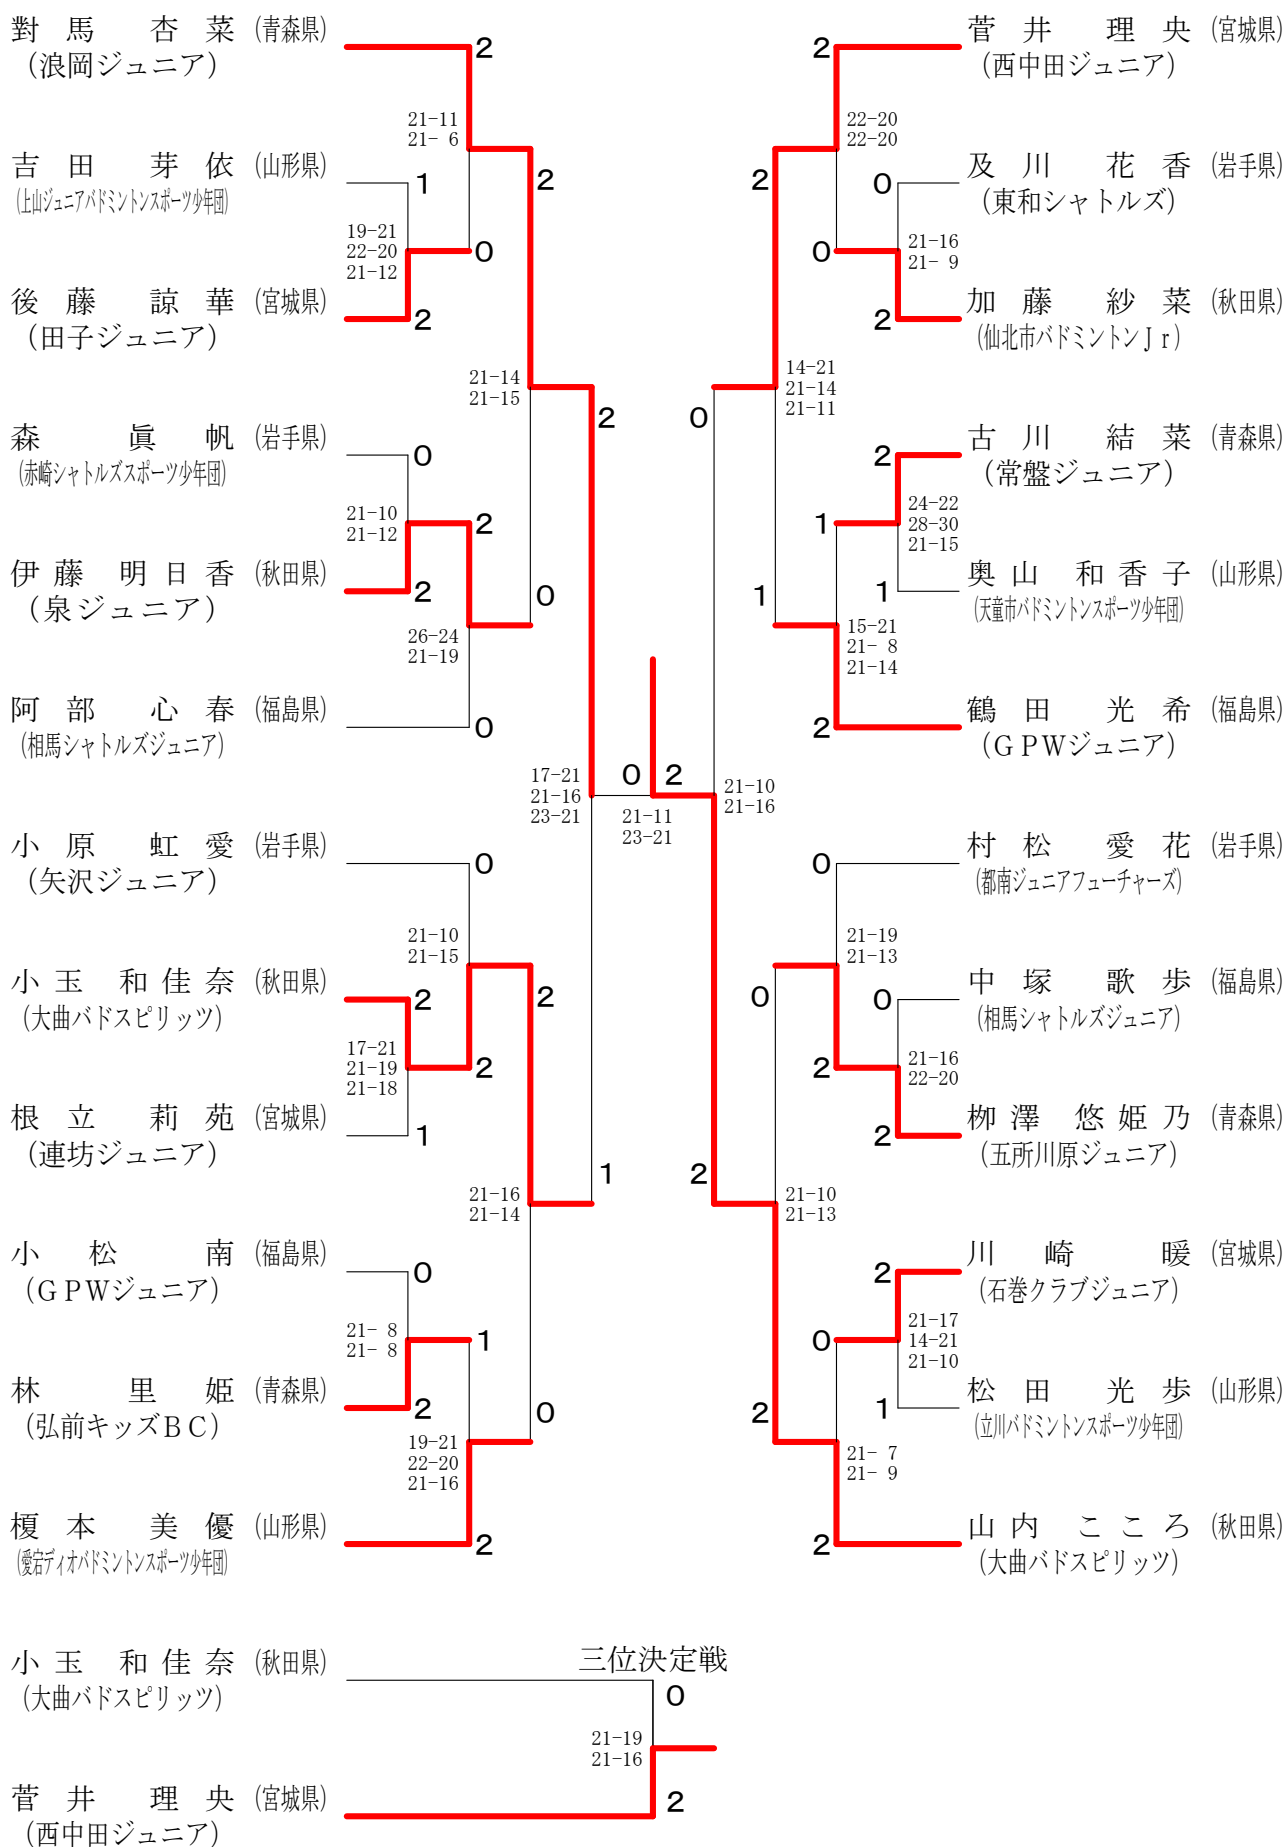 對馬 杏菜 (青森県)
(浪岡ジュニア)
2
21-11
21- 6
吉田 芽依 (山形県)
(上山ジュニアバドミントンスポーツ少年団)
1
2
19-21
22-20
21-12
0
後藤 諒華 (宮城県)
(田子ジュニア)
2
21-14
21-15
2
森 眞帆 (岩手県)
(赤崎シャトルズスポーツ少年団)
0
21-10
21-12
2
伊藤 明日香 (秋田県)
(泉ジュニア)
2
0
26-24
21-19
阿部 心春 (福島県)
(相馬シャトルズジュニア)
0
17-21
21-16
23-21
小原 虹愛 (岩手県)
(矢沢ジュニア)
0
21-10
21-15
小玉 和佳奈 (秋田県)
(大曲バドスピリッツ)
2
2
17-21
21-19
21-18
2
根立 莉苑 (宮城県)
(連坊ジュニア)
1
21-16
21-14
1
小松 南 (福島県)
(GPWジュニア)
0
21- 8
21- 8
1
林 里姫 (青森県)
(弘前キッズBC)
2
0
19-21
22-20
21-16
榎本 美優 (山形県)
(愛宕ディオバドミントンスポーツ少年団)
2
0 2
21-11
23-21
菅井 理央 (宮城県)
(西中田ジュニア)
2
22-20
22-20
及川 花香 (岩手県)
(東和シャトルズ)
0
2
21-16
21- 9
0
加藤 紗菜 (秋田県)
(仙北市バドミントンJr)
2
14-21
21-14
21-11
0
古川 結菜 (青森県)
(常盤ジュニア)
2
24-22
28-30
21-15
1
奥山 和香子 (山形県)
(天童市バドミントンスポーツ少年団)
1
1
15-21
21- 8
21-14
鶴田 光希 (福島県)
(GPWジュニア)
2
21-10
21-16
村松 愛花 (岩手県)
(都南ジュニアフューチャーズ)
0
21-19
21-13
中塚 歌歩 (福島県)
(相馬シャトルズジュニア)
0
0
21-16
22-20
2
栁澤 悠姫乃 (青森県)
(五所川原ジュニア)
2
21-10
21-13
2
川崎 暖 (宮城県)
(石巻クラブジュニア)
2
21-17
14-21
21-10
0
松田 光歩 (山形県)
(立川バドミントンスポーツ少年団)
1
2
21- 7
21- 9
山内 こころ (秋田県)
(大曲バドスピリッツ)
2
三位決定戦
小玉 和佳奈 (秋田県)
(大曲バドスピリッツ)
0
21-19
21-16
菅井 理央 (宮城県)
(西中田ジュニア)
2